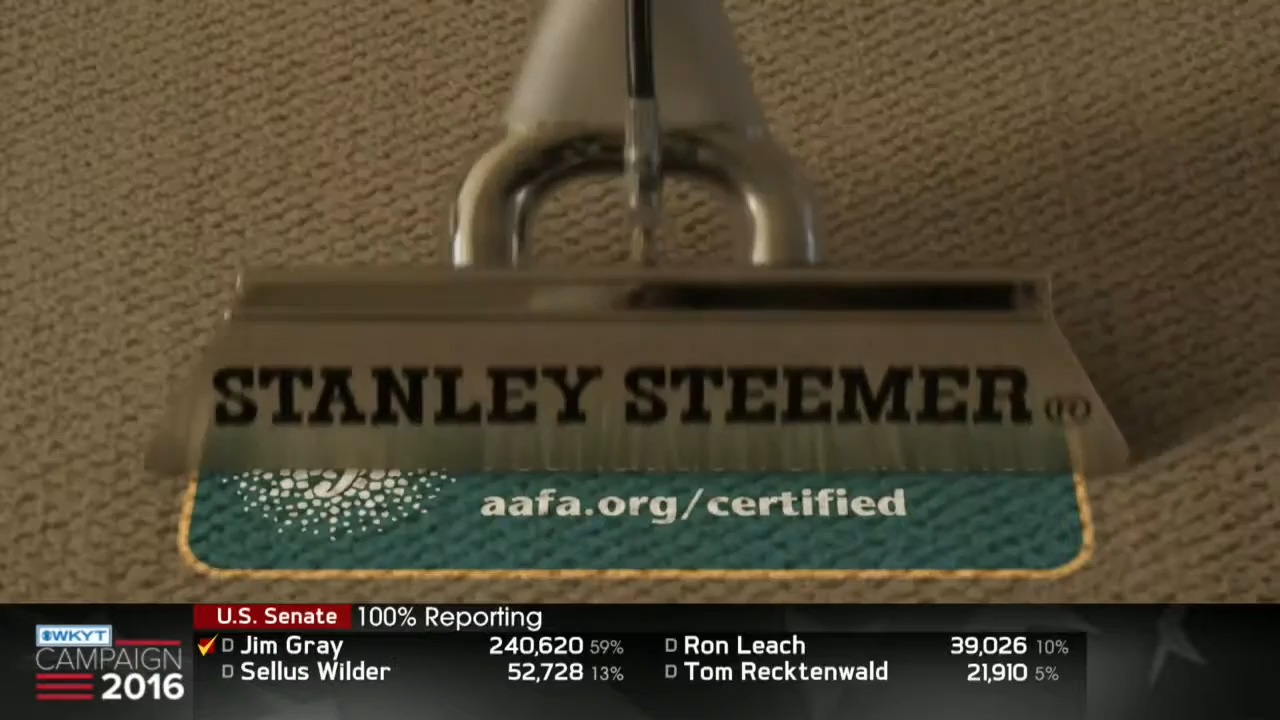 STANLEY STEEMER
aafa.org/certified
U.S. Senate 100% Reporting
WKYT
CAMPAIGN
2016
D Jim Gray 240,620 59%
D Ron Leach 39,026 10%
D Sellus Wilder 52,728 13%
D Tom Recktenwald 21,910 5%